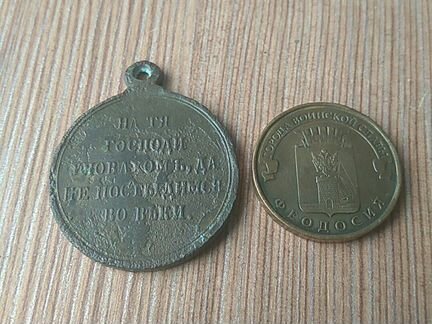 НА ТЯ
ГОСПОДИ
УПОВАХОМЪ, ДА
НЕ ПОСТЫДИМСЯ
ВО ВѢКИ.
ГОРОДА ВОИНСКОЙ СЛАВЫ
ФЕОДОСИЯ